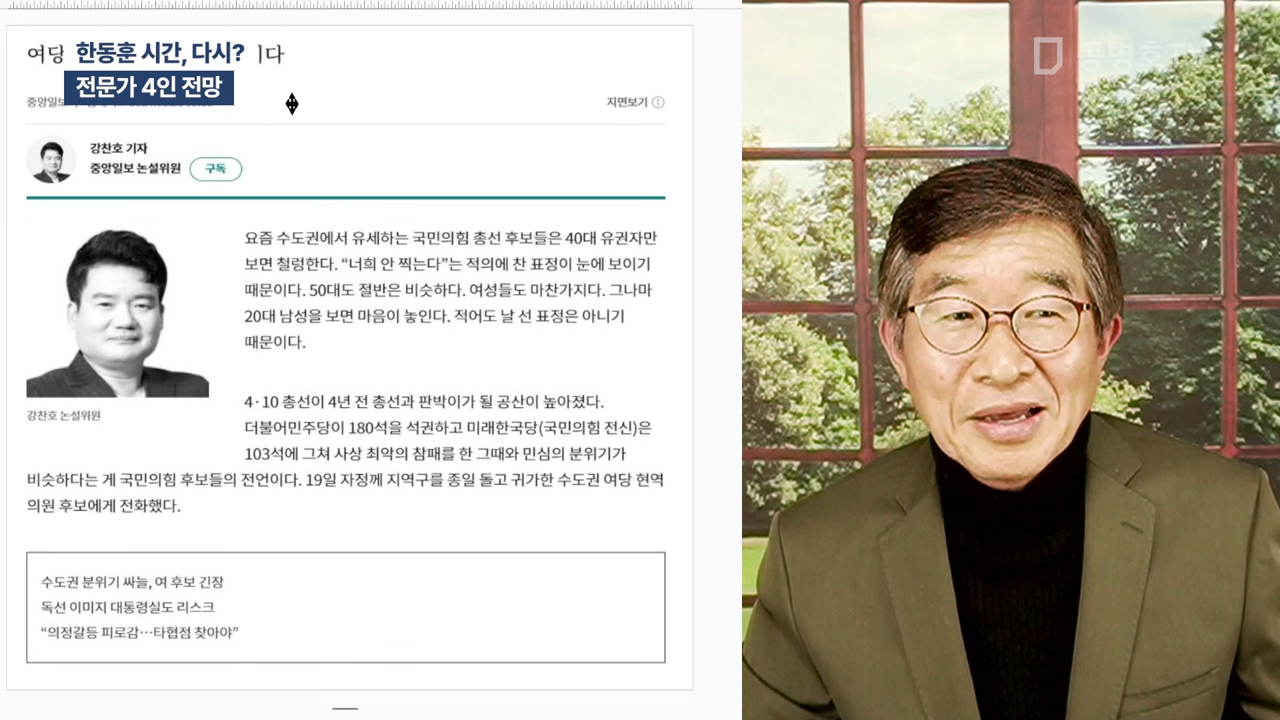 여당
한동훈 시간, 다시?
이다
전문가 4인 전망
중앙일보
지면보기
강찬호 기자
중앙일보 논설위원
구독
요즘 수도권에서 유세하는 국민의힘 총선 후보들은 40대 유권자만
보면 철렁한다. “너희 안 찍는다”는 적의에 찬 표정이 눈에 보이기
때문이다. 50대도 절반은 비슷하다. 여성들도 마찬가지다. 그나마
20대 남성을 보면 마음이 놓인다. 적어도 날 선 표정은 아니기
때문이다.
강찬호 논설위원
4·10 총선이 4년 전 총선과 판박이가 될 공산이 높아졌다.
더불어민주당이 180석을 석권하고 미래한국당(국민의힘 전신)은
103석에 그쳐 사상 최악의 참패를 한 그때와 민심의 분위기가
비슷하다는 게 국민의힘 후보들의 전언이다. 19일 자정께 지역구를 종일 돌고 귀가한 수도권 여당 현역
의원 후보에게 전화했다.
수도권 분위기 싸늘, 여 후보 긴장
독선 이미지 대통령실도 리스크
“의정갈등 피로감…타협점 찾아야”
공병호